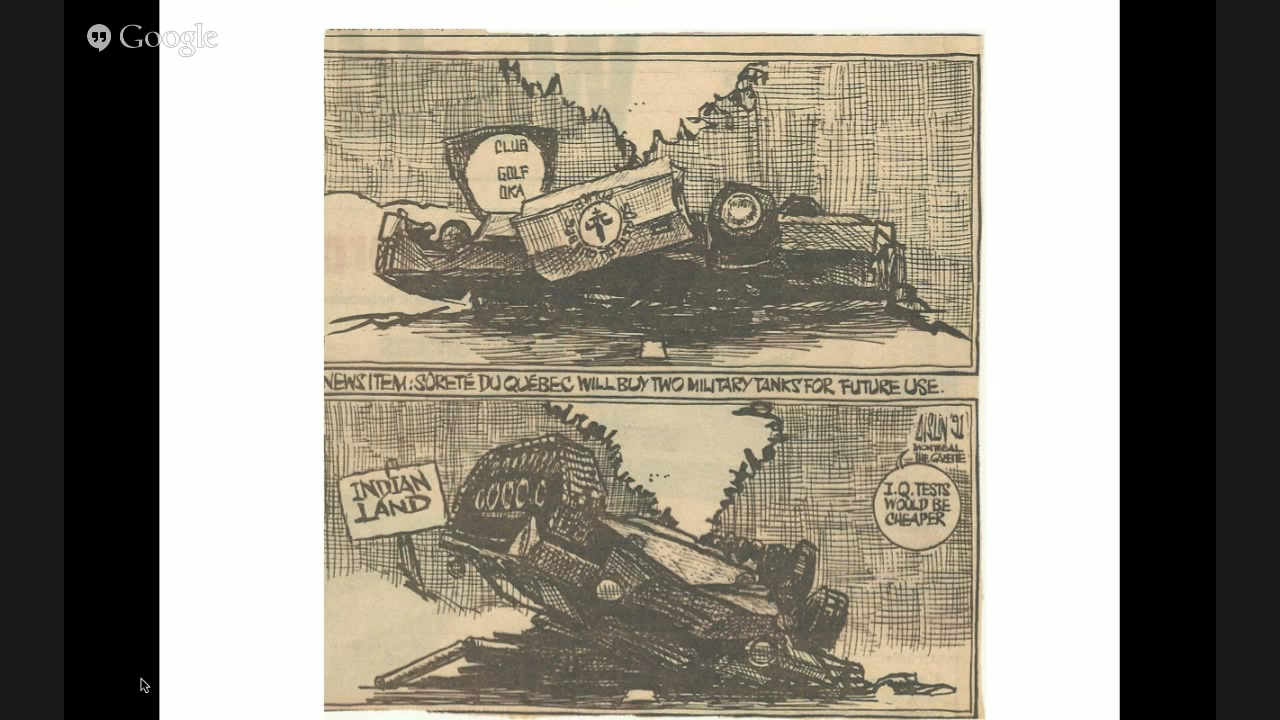 Google
CLUB
GOLF
OKA
NEWS ITEM: SÛRETÉ DU QUÉBEC WILL BUY TWO MILITARY TANKS FOR FUTURE USE.
AISLIN '91
MONTREAL
THE GAZETTE
INDIAN
LAND
I.Q. TESTS
WOULD BE
CHEAPER